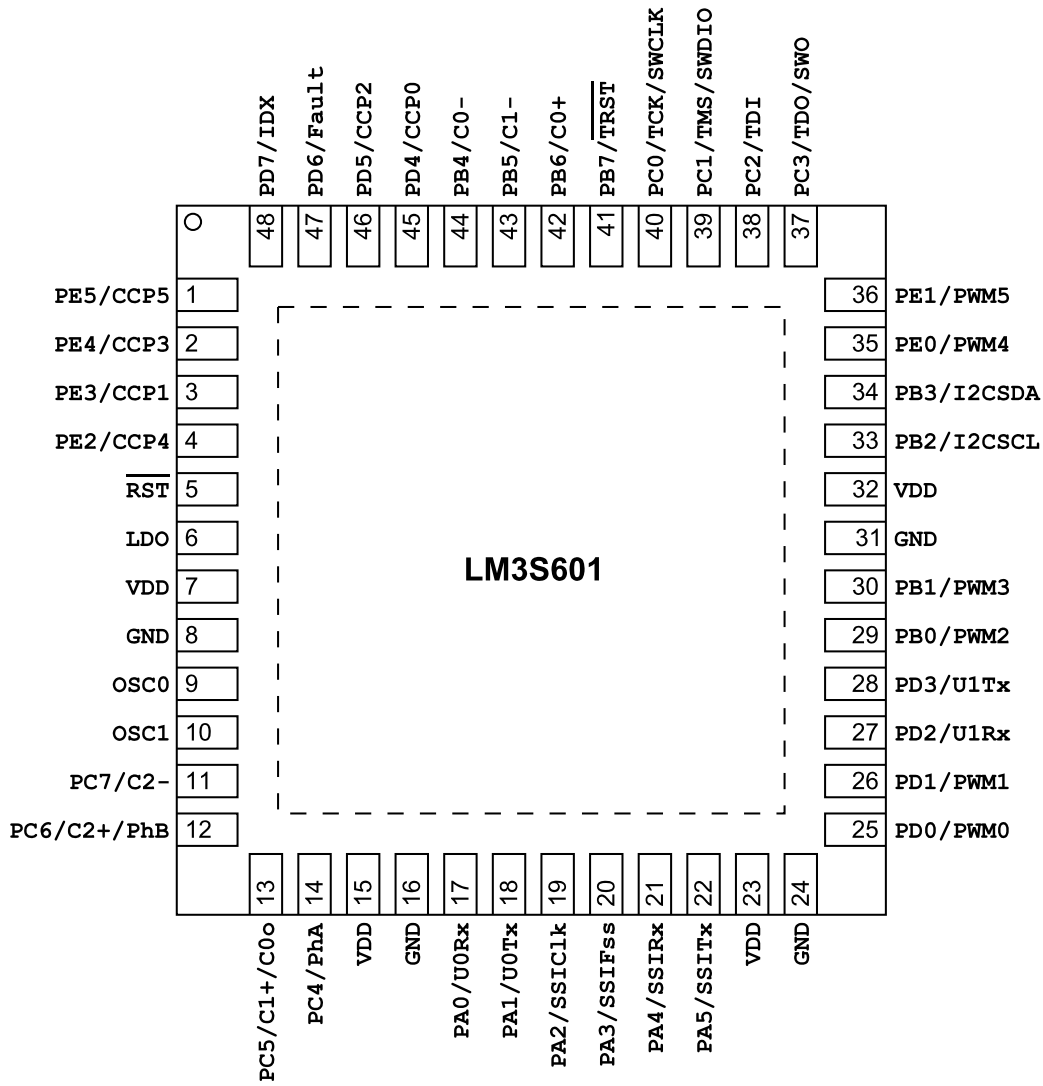 PD7/IDX
PD6/Fault
PD5/CCP2
PD4/CCP0
PB4/C0-
PB5/C1-
PB6/C0+
PB7/TRST
PC0/TCK/SWCLK
PC1/TMS/SWDIO
PC2/TDI
PC3/TDO/SWO
48
47
46
45
44
43
42
41
40
39
38
37
PE5/CCP5 1
PE4/CCP3 2
PE3/CCP1 3
PE2/CCP4 4
RST 5
LDO 6
VDD 7
GND 8
OSC0 9
OSC1 10
PC7/C2- 11
PC6/C2+/PhB 12
LM3S601
36 PE1/PWM5
35 PE0/PWM4
34 PB3/I2CSDA
33 PB2/I2CSCL
32 VDD
31 GND
30 PB1/PWM3
29 PB0/PWM2
28 PD3/U1Tx
27 PD2/U1Rx
26 PD1/PWM1
25 PD0/PWM0
13
14
15
16
17
18
19
20
21
22
23
24
PC5/C1+/C0o
PC4/PhA
VDD
GND
PA0/U0Rx
PA1/U0Tx
PA2/SSIClk
PA3/SSIFss
PA4/SSIRx
PA5/SSITx
VDD
GND